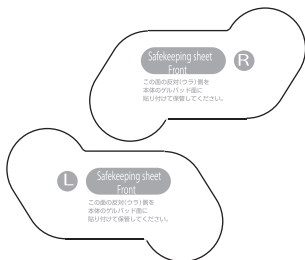 Safekeeping sheet
Front
R
この面の反対(ウラ)側を
本体のゲルパッド面に
貼り付けて保管してください。
L
Safekeeping sheet
Front
この面の反対(ウラ)側を
本体のゲルパッド面に
貼り付けて保管してください。